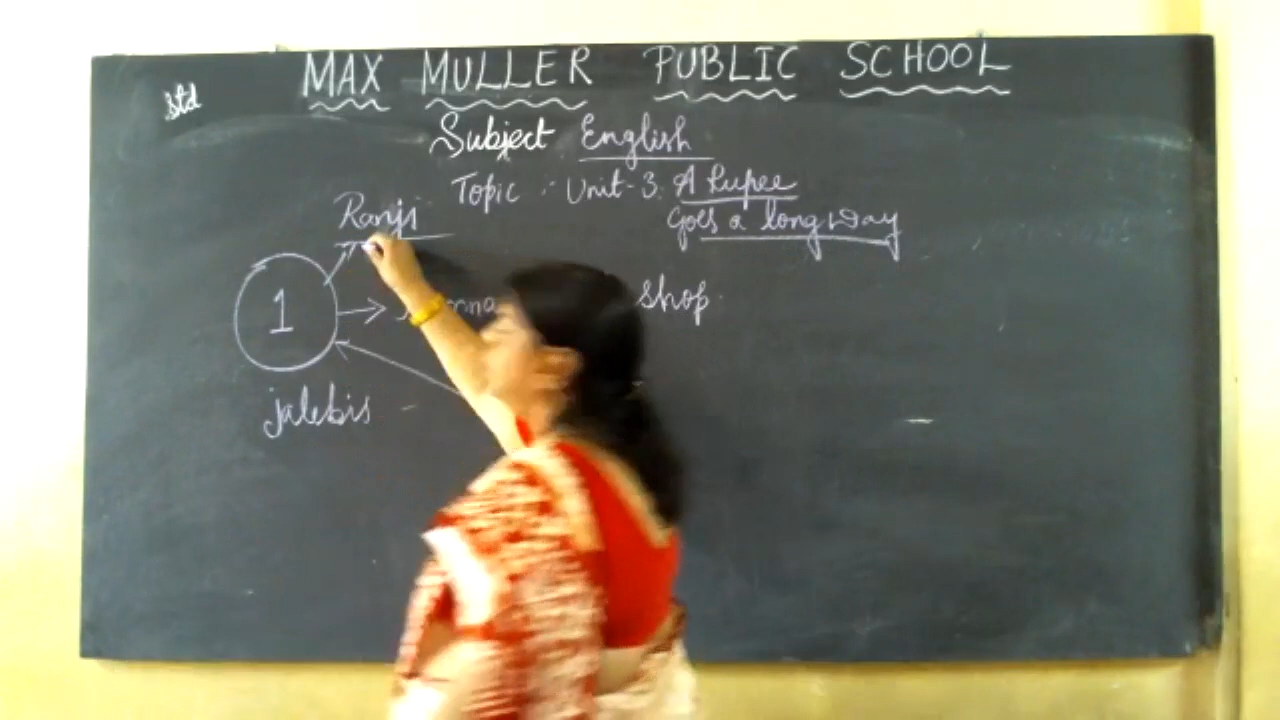 MAX MULLER PUBLIC SCHOOL
std
Subject English
Topic :- Unit-3. A Rupee
Goes a long way
Ranji
1
shop.
jalebis